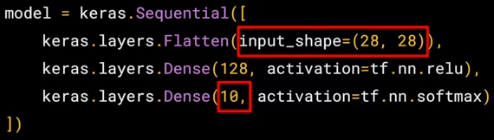 model = keras.Sequential([
    keras.layers.Flatten(input_shape=(28, 28)),
    keras.layers.Dense(128, activation=tf.nn.relu),
    keras.layers.Dense(10, activation=tf.nn.softmax)
])